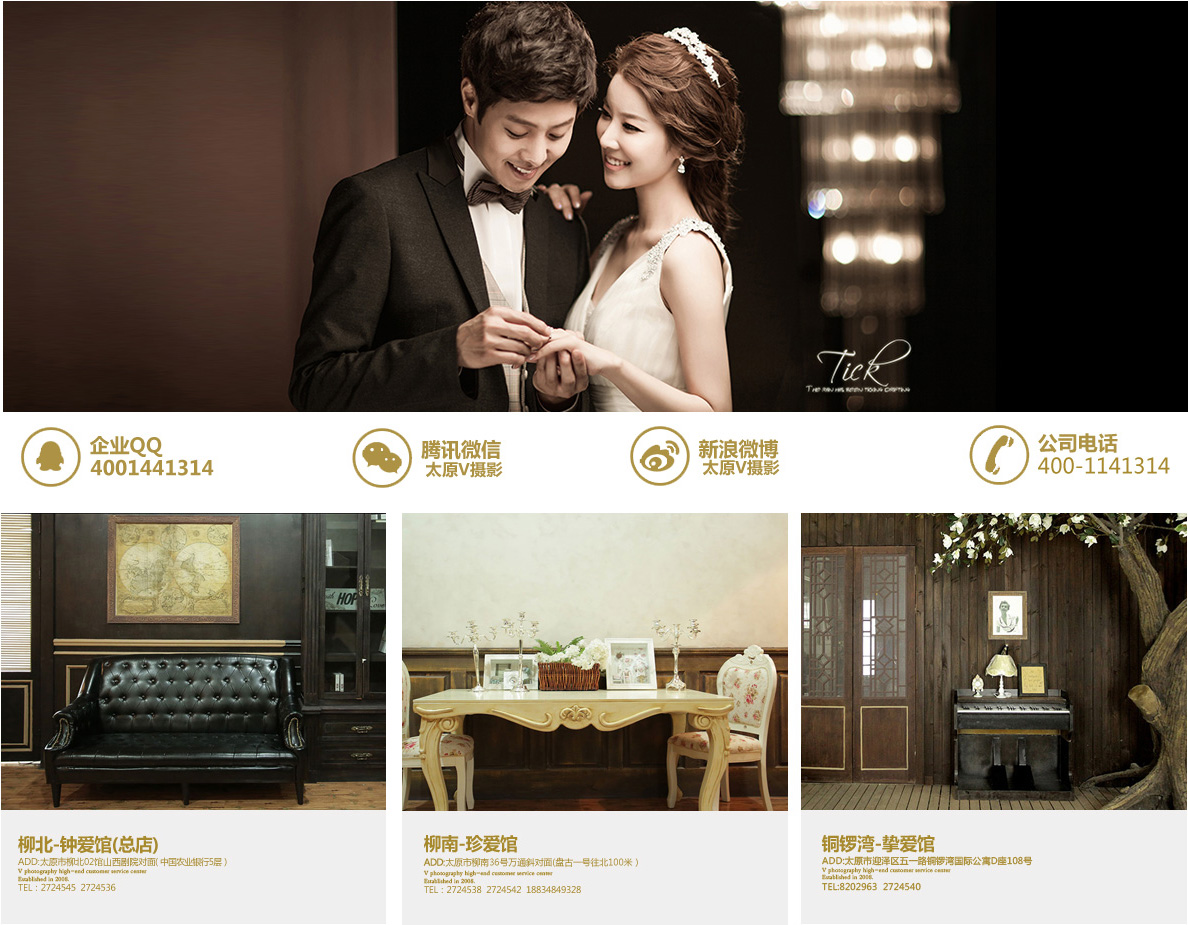 Tick
企业QQ
4001441314
腾讯微信
太原V摄影
新浪微博
太原V摄影
公司电话
400-1141314
HOP
柳北-钟爱馆(总店)
ADD:太原市柳北02馆山西剧院对面( 中国农业银行5层 )
V photography high-end customer service center
Established in 2008.
TEL : 2724545 2724536
柳南-珍爱馆
ADD:太原市柳南36号万通斜对面(盘古一号往北100米 )
V photography high-end customer service center
Established in 2008.
TEL : 2724538 2724542 18834849328
铜锣湾-挚爱馆
ADD:太原市迎泽区五一路铜锣湾国际公寓D座108号
V photography high-end customer service center
Established in 2008.
TEL:8202963 2724540